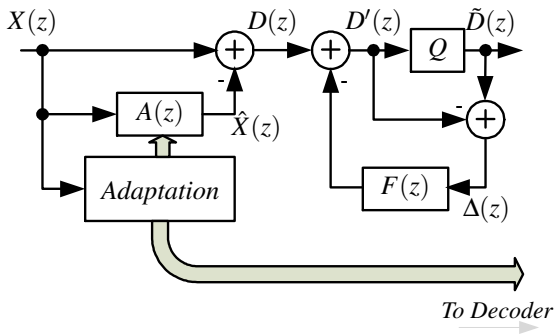 X(z) D(z) D′(z) D̃(z)
+ + Q
- -
A(z) X̂(z) - +
Adaptation F(z) Δ(z)
To Decoder